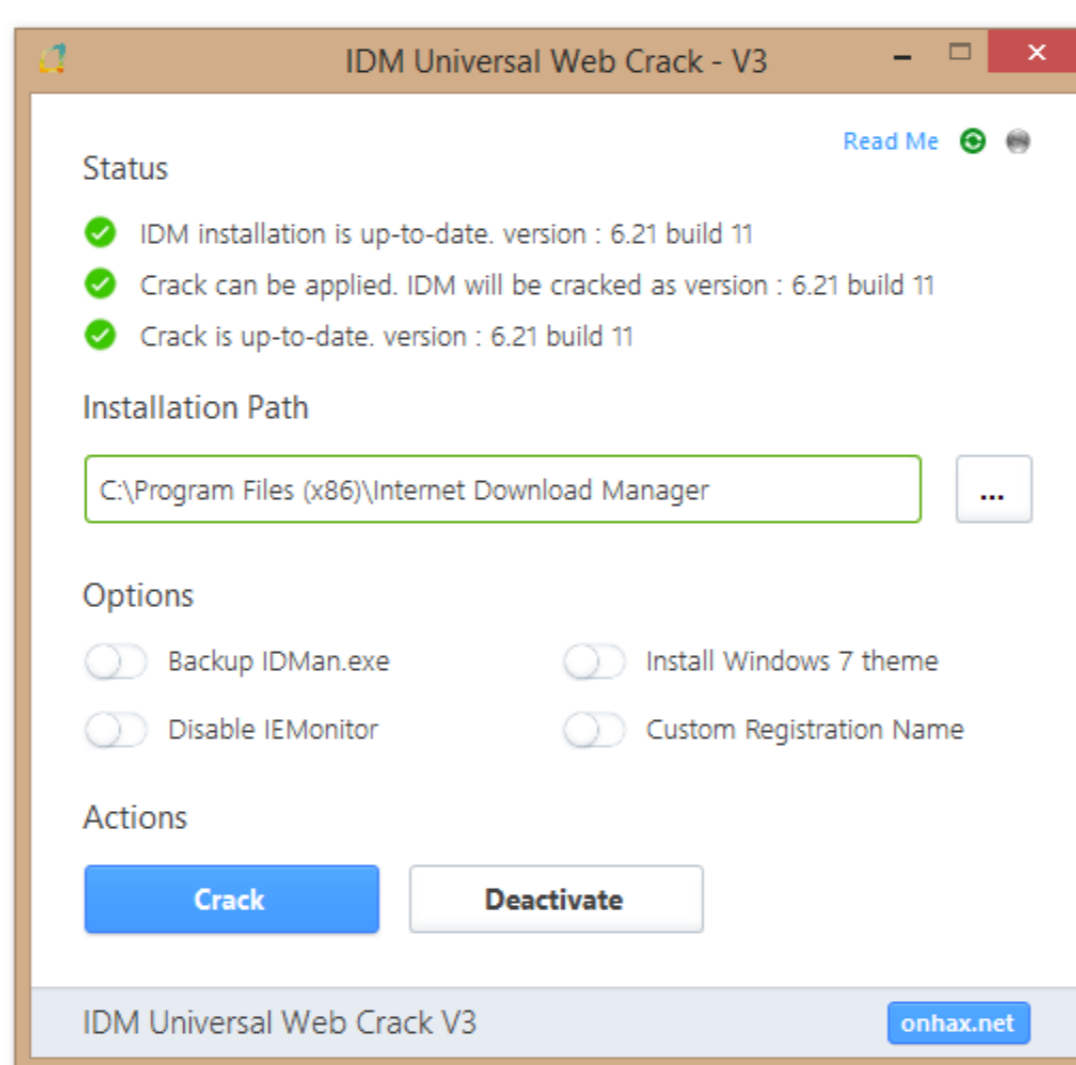 IDM Universal Web Crack - V3
Read Me
Status
IDM installation is up-to-date. version : 6.21 build 11
Crack can be applied. IDM will be cracked as version : 6.21 build 11
Crack is up-to-date. version : 6.21 build 11
Installation Path
C:\Program Files (x86)\Internet Download Manager
...
Options
Backup IDMan.exe
Install Windows 7 theme
Disable IEMonitor
Custom Registration Name
Actions
Crack
Deactivate
IDM Universal Web Crack V3
onhax.net